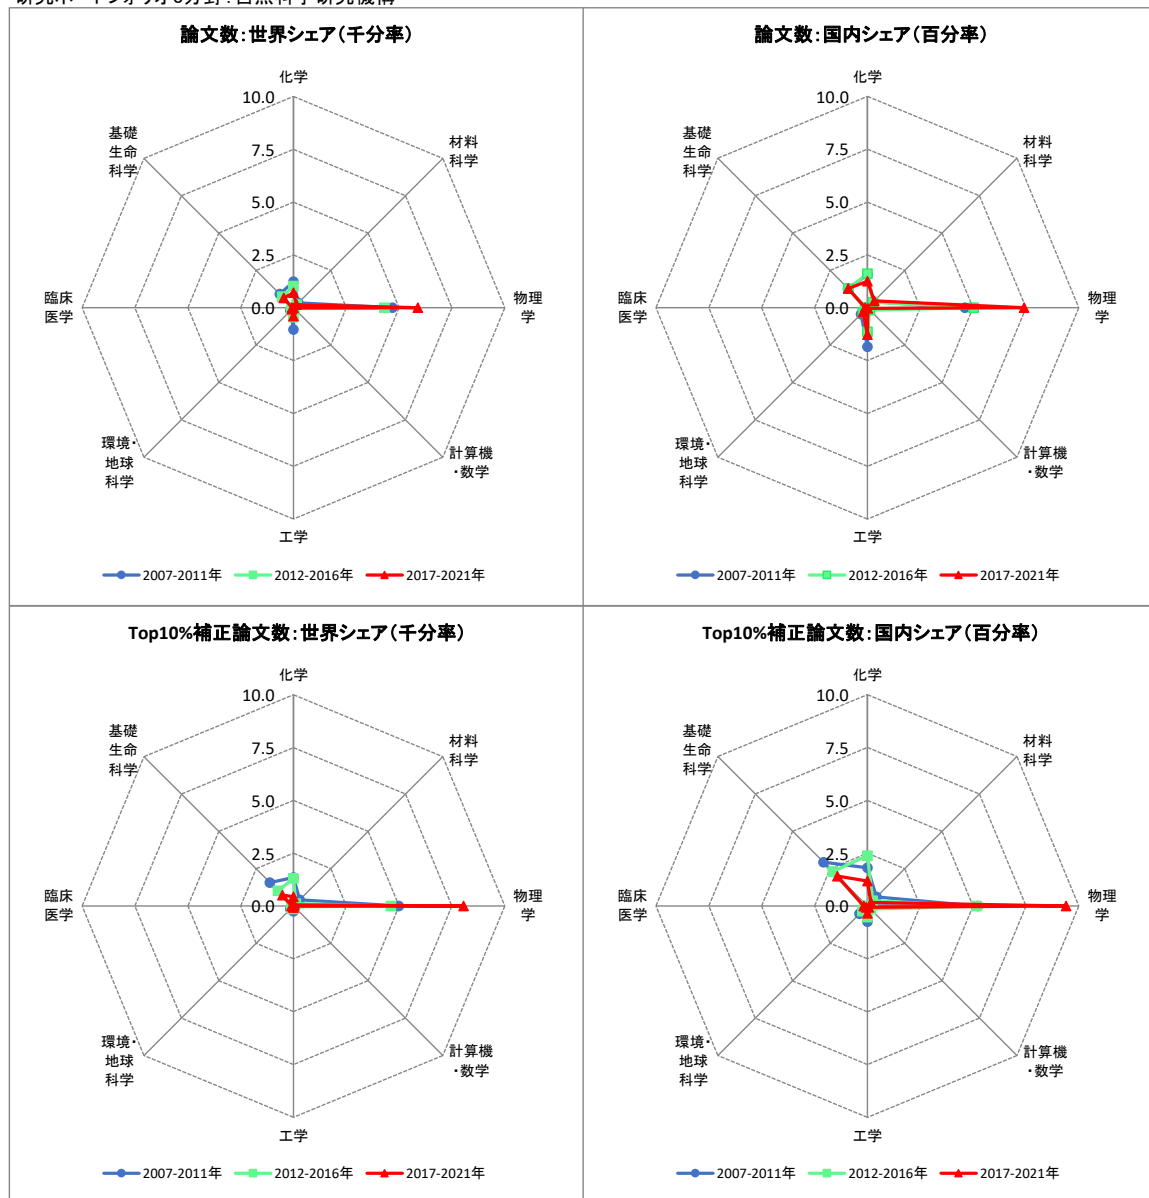 論文数：世界シェア（千分率）
化学
10.0
7.5
5.0
2.5
0.0
基礎
生命
科学
材料
科学
臨床
医学
物理
学
環境・
地球
科学
計算機
・数学
工学
2007-2011年
2012-2016年
2017-2021年
論文数：国内シェア（百分率）
化学
10.0
7.5
5.0
2.5
0.0
基礎
生命
科学
材料
科学
臨床
医学
物理
学
環境・
地球
科学
計算機
・数学
工学
2007-2011年
2012-2016年
2017-2021年
Top10%補正論文数：世界シェア（千分率）
化学
10.0
7.5
5.0
2.5
0.0
基礎
生命
科学
材料
科学
臨床
医学
物理
学
環境・
地球
科学
計算機
・数学
工学
2007-2011年
2012-2016年
2017-2021年
Top10%補正論文数：国内シェア（百分率）
化学
10.0
7.5
5.0
2.5
0.0
基礎
生命
科学
材料
科学
臨床
医学
物理
学
環境・
地球
科学
計算機
・数学
工学
2007-2011年
2012-2016年
2017-2021年